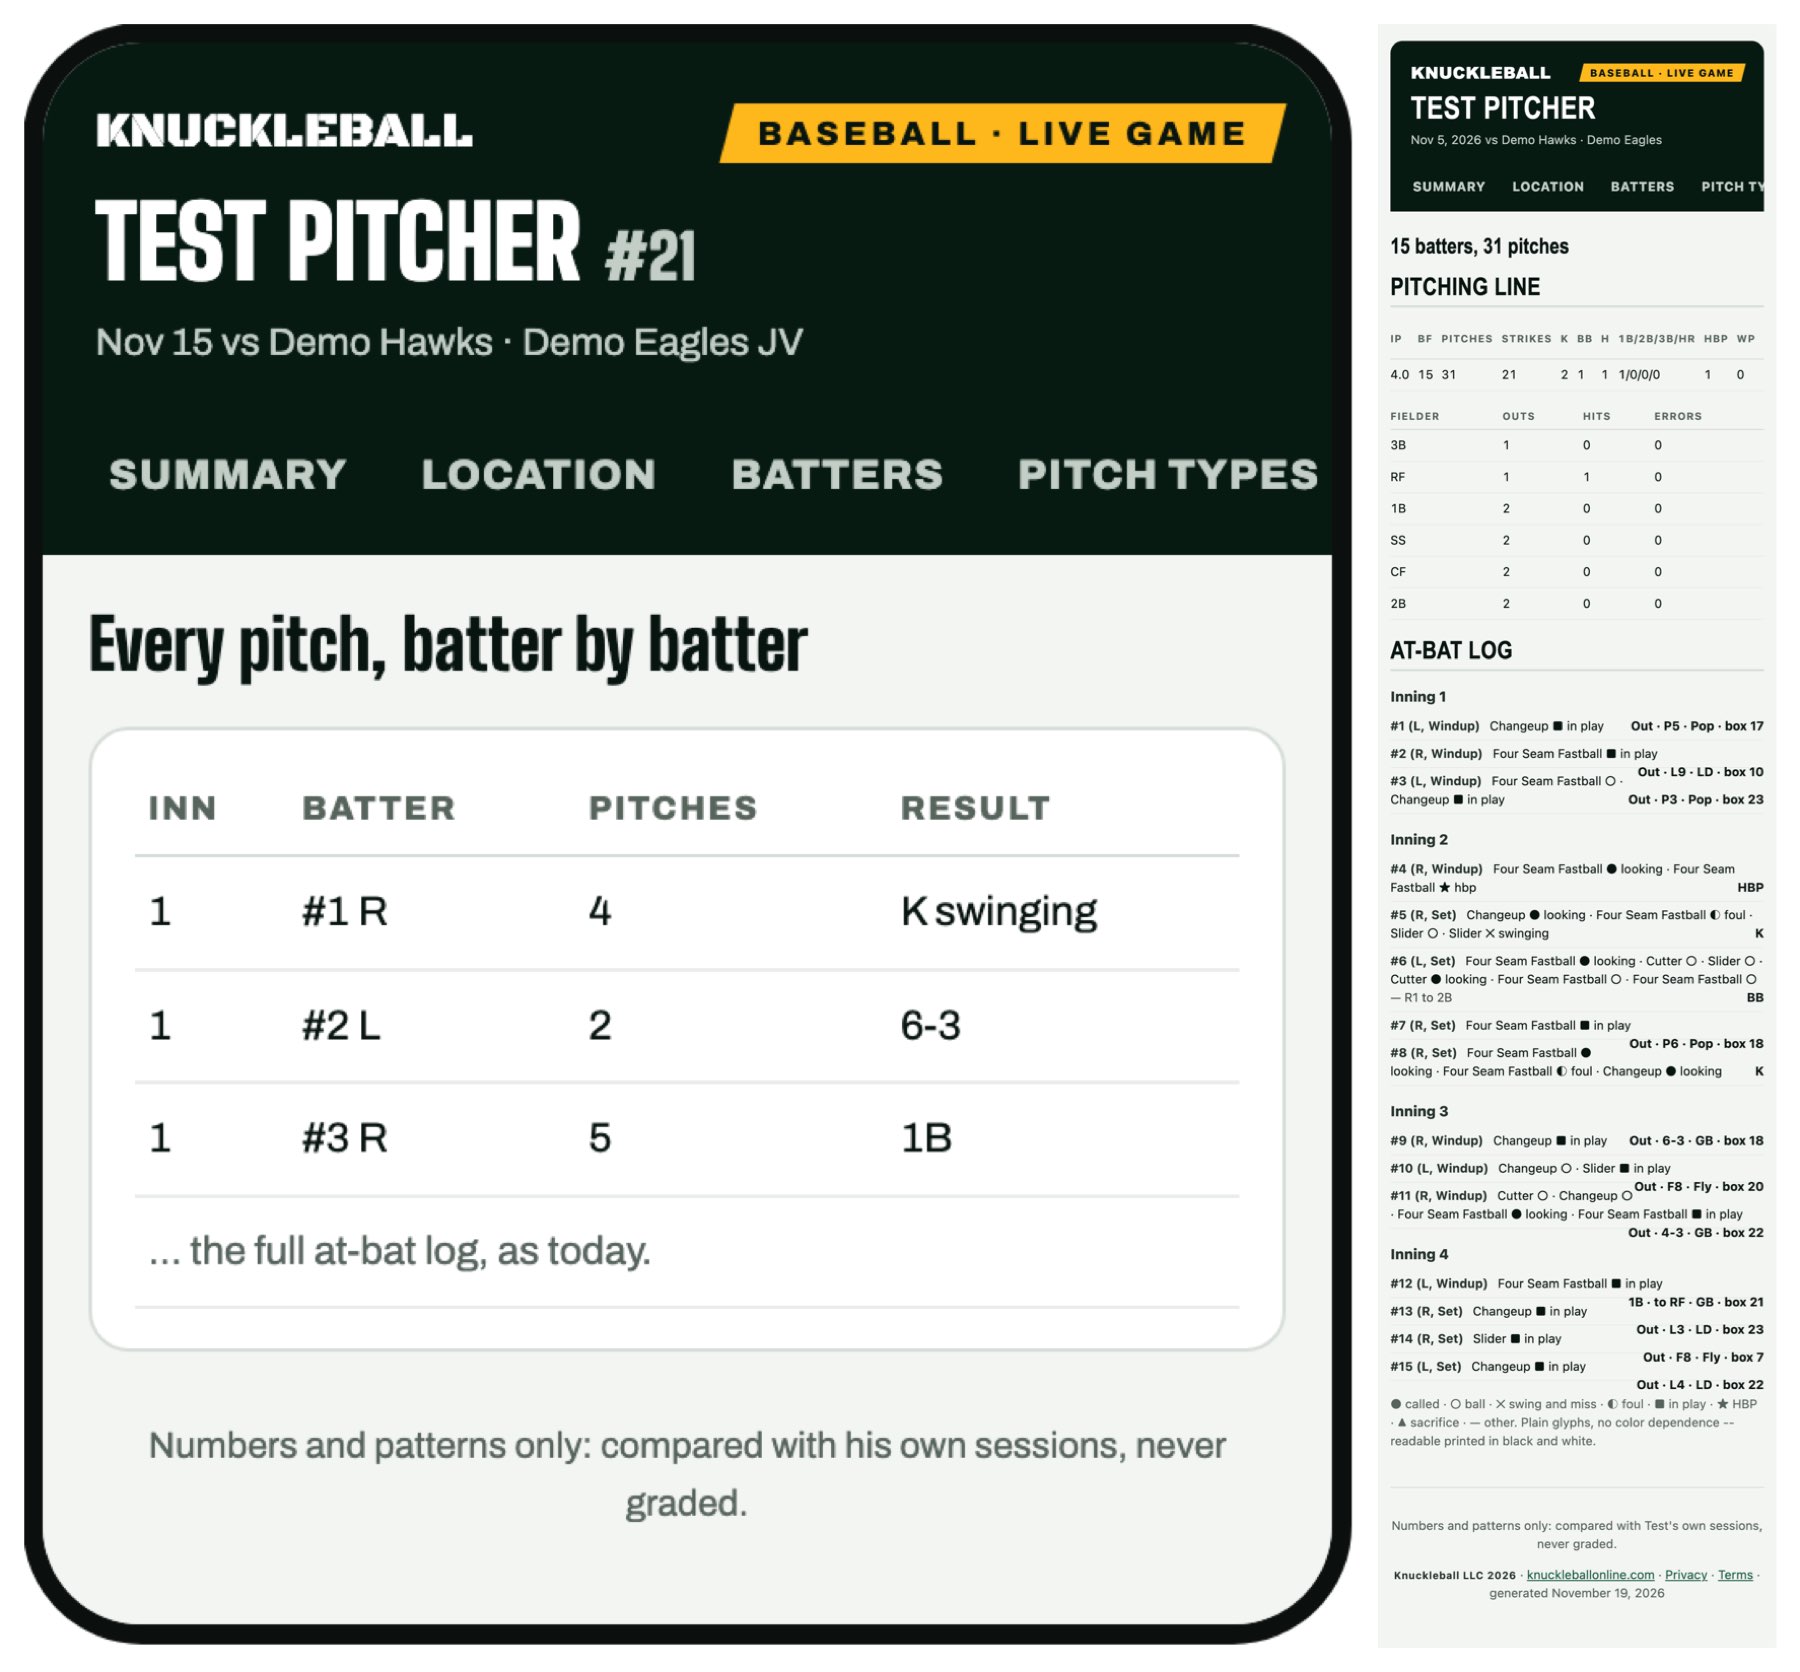 KNUCKLEBALL
BASEBALL · LIVE GAME
TEST PITCHER #21
Nov 15 vs Demo Hawks · Demo Eagles JV
SUMMARY LOCATION BATTERS PITCH TYPES
Every pitch, batter by batter
INN BATTER PITCHES RESULT
1 #1 R 4 K swinging
1 #2 L 2 6-3
1 #3 R 5 1B
... the full at-bat log, as today.
Numbers and patterns only: compared with his own sessions, never
graded.
KNUCKLEBALL
BASEBALL · LIVE GAME
TEST PITCHER
Nov 5, 2026 vs Demo Hawks · Demo Eagles
SUMMARY LOCATION BATTERS PITCH TY
15 batters, 31 pitches
PITCHING LINE
IP BF PITCHES STRIKES K BB H 1B/2B/3B/HR HBP WP
4.0 15 31 21 2 1 1 1/0/0/0 1 0
FIELDER OUTS HITS ERRORS
3B 1 0 0
RF 1 1 0
1B 2 0 0
SS 2 0 0
CF 2 0 0
2B 2 0 0
AT-BAT LOG
Inning 1
#1 (L, Windup) Changeup ■ in play Out · P5 · Pop · box 17
#2 (R, Windup) Four Seam Fastball ■ in play
Out · L9 · LD · box 10
#3 (L, Windup) Four Seam Fastball ○ ·
Changeup ■ in play Out · P3 · Pop · box 23
Inning 2
#4 (R, Windup) Four Seam Fastball ● looking · Four Seam
Fastball ★ hbp HBP
#5 (R, Set) Changeup ● looking · Four Seam Fastball ◐ foul ·
Slider ○ · Slider ✕ swinging K
#6 (L, Set) Four Seam Fastball ● looking · Cutter ○ · Slider ○ ·
Cutter ● looking · Four Seam Fastball ○ · Four Seam Fastball ○
— R1 to 2B BB
#7 (R, Set) Four Seam Fastball ■ in play
Out · P6 · Pop · box 18
#8 (R, Set) Four Seam Fastball ●
looking · Four Seam Fastball ◐ foul · Changeup ● looking K
Inning 3
#9 (R, Windup) Changeup ■ in play Out · 6-3 · GB · box 18
#10 (L, Windup) Changeup ○ · Slider ■ in play
Out · F8 · Fly · box 20
#11 (R, Windup) Cutter ○ · Changeup ○
· Four Seam Fastball ● looking · Four Seam Fastball ■ in play
Out · 4-3 · GB · box 22
Inning 4
#12 (L, Windup) Four Seam Fastball ■ in play
1B · to RF · GB · box 21
#13 (R, Set) Changeup ■ in play
Out · L3 · LD · box 23
#14 (R, Set) Slider ■ in play
Out · F8 · Fly · box 7
#15 (L, Set) Changeup ■ in play
Out · L4 · LD · box 22
● called · ○ ball · ✕ swing and miss · ◐ foul · ■ in play · ★ HBP
· ▲ sacrifice · — other. Plain glyphs, no color dependence --
readable printed in black and white.
Numbers and patterns only: compared with Test's own sessions,
never graded.
Knuckleball LLC 2026 · knuckleballonline.com · Privacy · Terms ·
generated November 19, 2026